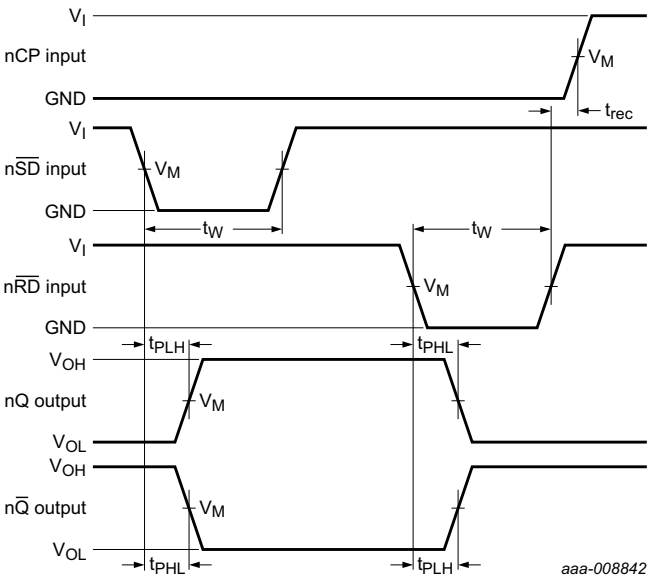 V_I
nCP input
V_M
GND
t_rec
V_I
nS̅D̅ input
V_M
GND
t_W
V_I
t_W
nR̅D̅ input
V_M
GND
t_PLH
t_PHL
V_OH
nQ output
V_M
V_OL
V_OH
nQ̅ output
V_M
V_OL
t_PHL
t_PLH
aaa-008842